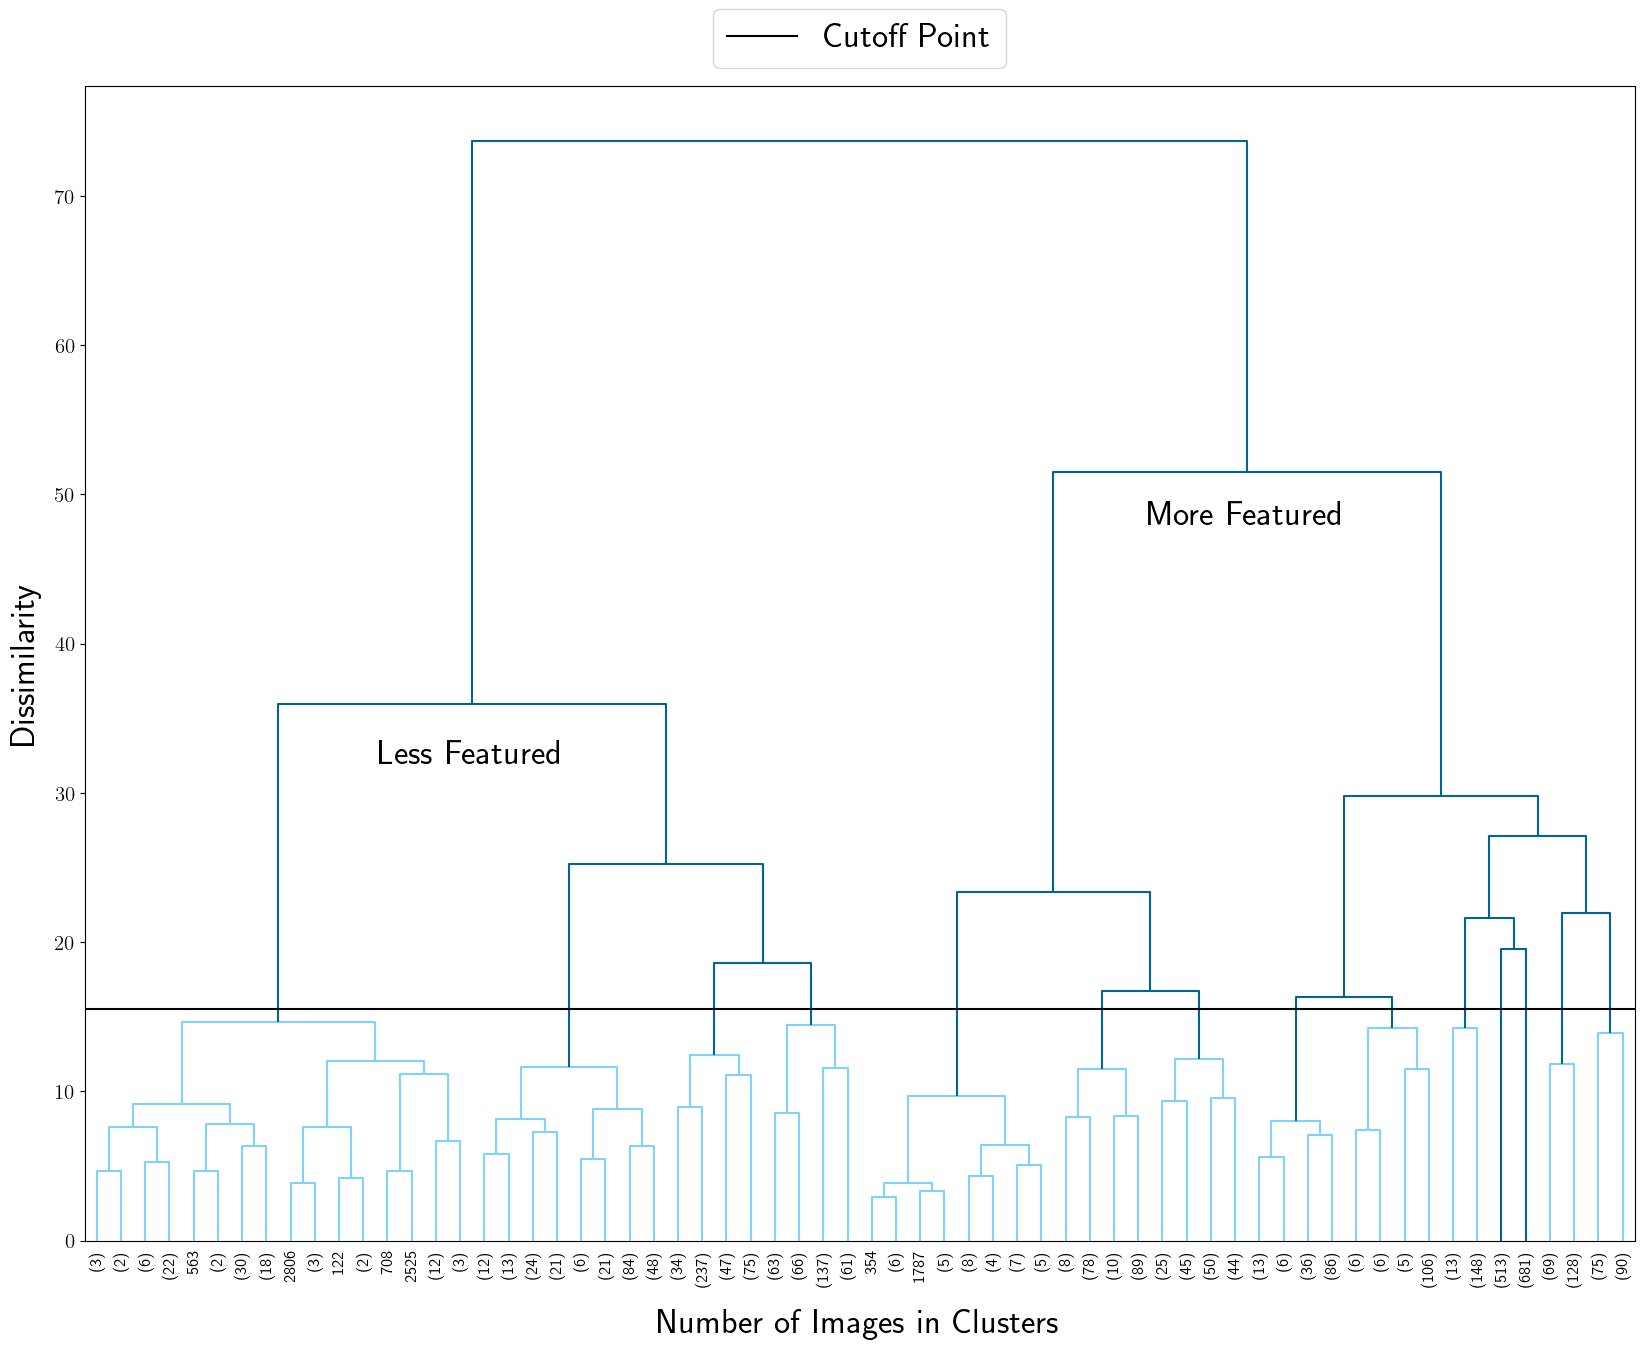 Cutoff Point
70
60
50
40
30
20
10
0
Dissimilarity
More Featured
Less Featured
(3) (2) (6) (22) 563 (2) (30) (18) 2806 (3) 122 (2) 708 2525 (12) (3) (12) (13) (24) (21) (6) (21) (84) (48) (34) (237) (47) (75) (63) (66) (137) (61) 354 (6) 1787 (5) (8) (4) (7) (5) (8) (78) (10) (89) (25) (45) (50) (44) (13) (6) (36) (86) (6) (6) (5) (106) (13) (148) (513) (681) (69) (128) (75) (90)
Number of Images in Clusters